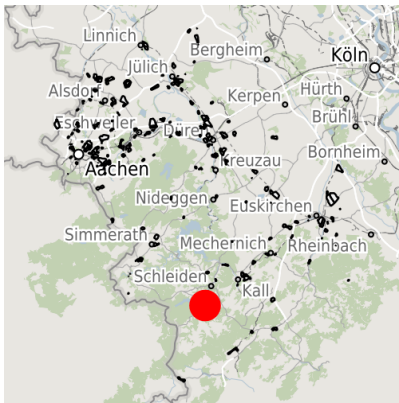 Linnich
Bergheim
Köln
Jülich
Alsdorf
Kerpen
Hürth
Eschweiler
Düre
Brühl
Aachen
Kreuzau
Bornheim
Nideggen
Euskirchen
Simmerath
Mechernich
Rheinbach
Schleiden
Kall